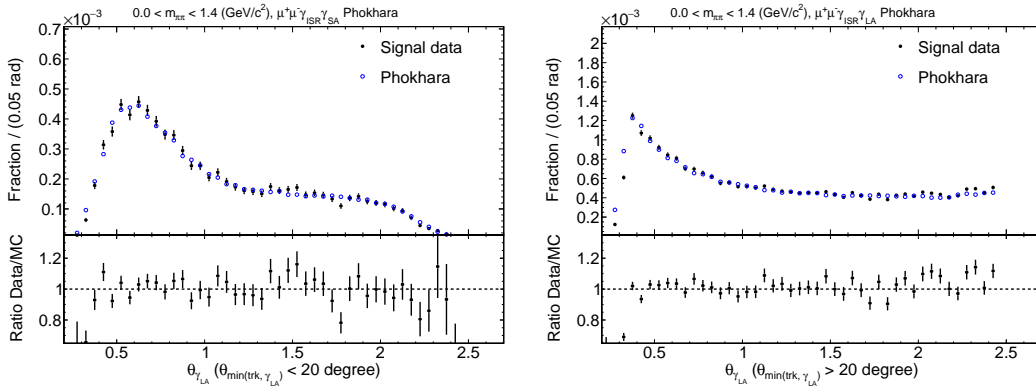 ×10⁻³ 0.0 < m_ππ < 1.4 (GeV/c²), μ⁺μ⁻γ_ISR γ_SA Phokhara
Fraction / (0.05 rad)
0.7
0.6
0.5
0.4
0.3
0.2
0.1
Signal data
Phokhara
Ratio Data/MC
1.2
1
0.8
0.5 1 1.5 2 2.5
θ_γ_LA (θ_min(trk, γ_LA) < 20 degree)
×10⁻³ 0.0 < m_ππ < 1.4 (GeV/c²), μ⁺μ⁻γ_ISR γ_LA Phokhara
Fraction / (0.05 rad)
2
1.8
1.6
1.4
1.2
1
0.8
0.6
0.4
0.2
Signal data
Phokhara
Ratio Data/MC
1.2
1
0.8
0.5 1 1.5 2 2.5
θ_γ_LA (θ_min(trk, γ_LA) > 20 degree)